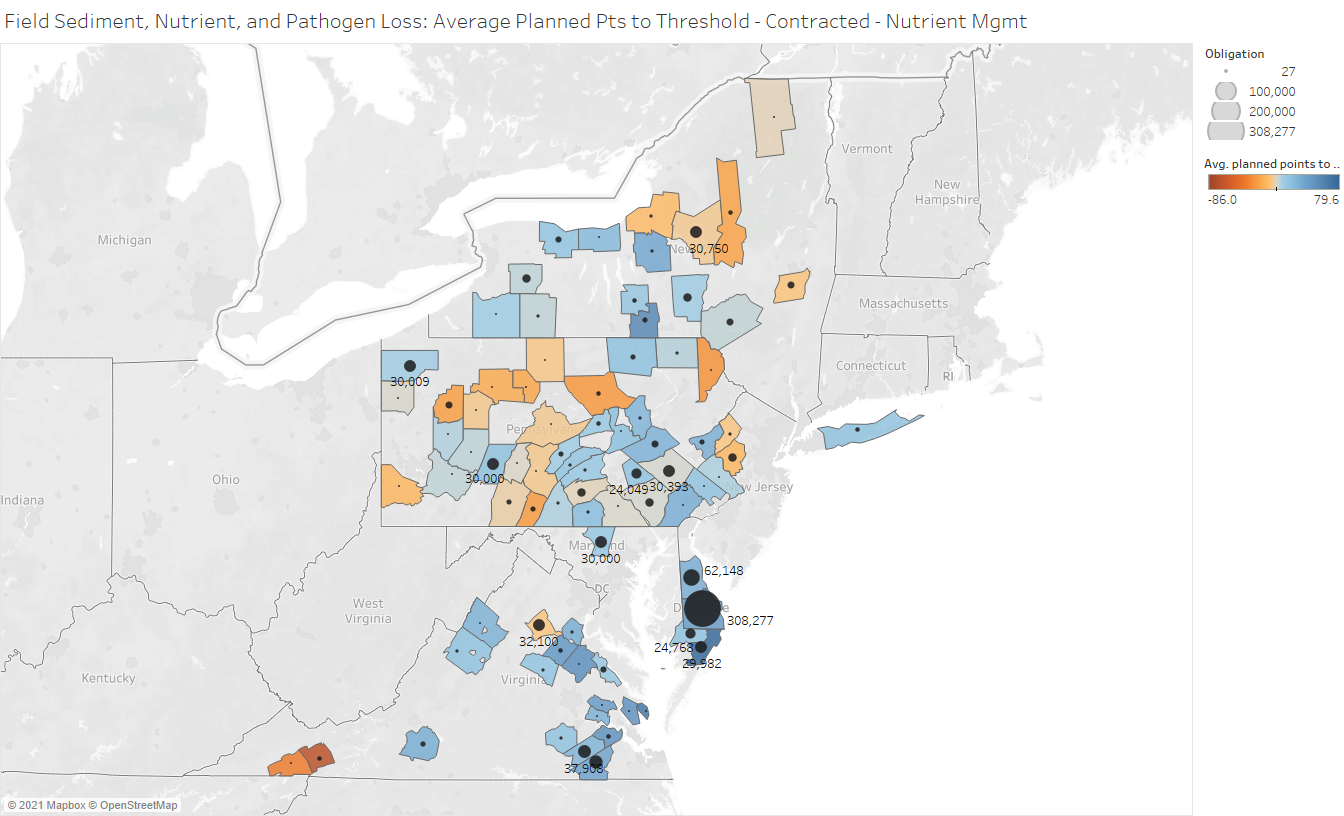 Field Sediment, Nutrient, and Pathogen Loss: Average Planned Pts to Threshold - Contracted - Nutrient Mgmt
Obligation
27
100,000
200,000
308,277
Avg. planned points to ..
-86.0 79.6
Vermont
New Hampshire
Michigan
30,750
Massachusetts
Connecticut
RI
30,009
Ohio
Indiana
30,000
24,049
30,393
30,000
DC
62,148
West
Virginia
308,277
32,100
24,768
29,982
Kentucky
Virginia
37,908
© 2021 Mapbox © OpenStreetMap